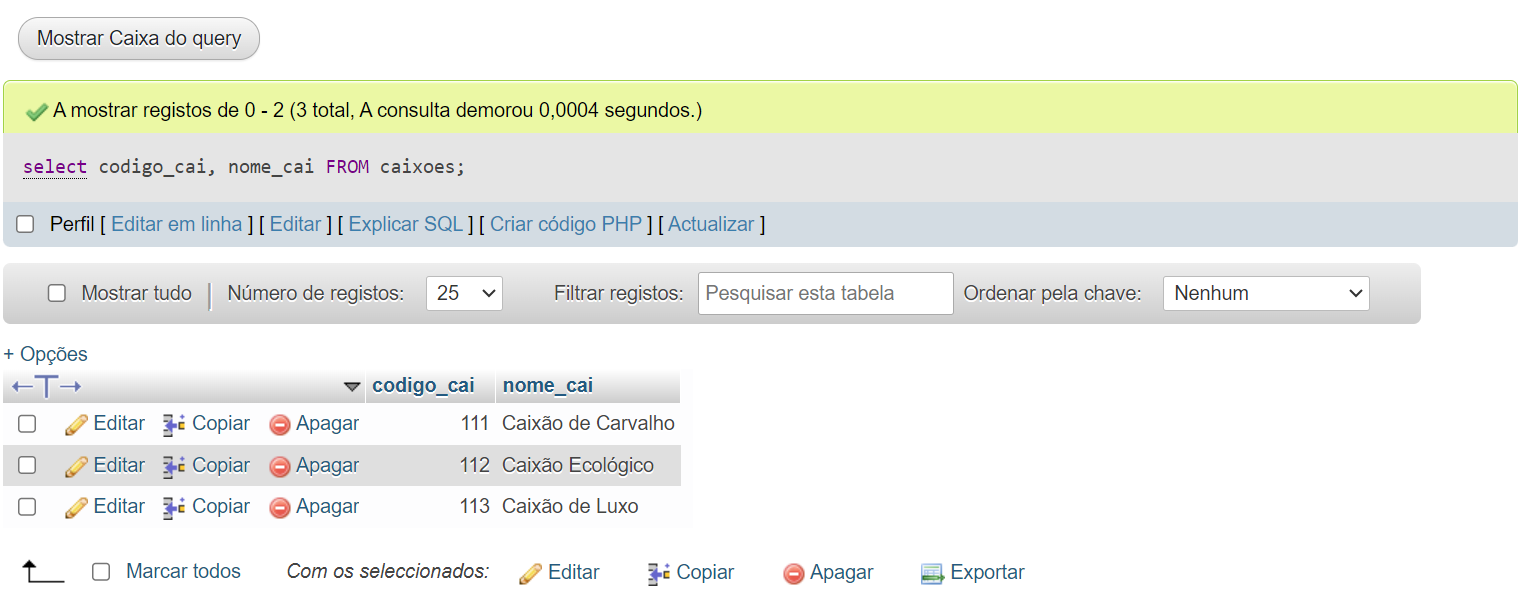 Mostrar Caixa do query
A mostrar registos de 0 - 2 (3 total, A consulta demorou 0,0004 segundos.)
select codigo_cai, nome_cai FROM caixoes;
Perfil [ Editar em linha ] [ Editar ] [ Explicar SQL ] [ Criar código PHP ] [ Actualizar ]
Mostrar tudo | Número de registos: 25 Filtrar registos: Pesquisar esta tabela Ordenar pela chave: Nenhum
+ Opções
←T→ codigo_cai nome_cai
Editar Copiar Apagar 111 Caixão de Carvalho
Editar Copiar Apagar 112 Caixão Ecológico
Editar Copiar Apagar 113 Caixão de Luxo
Marcar todos Com os seleccionados: Editar Copiar Apagar Exportar